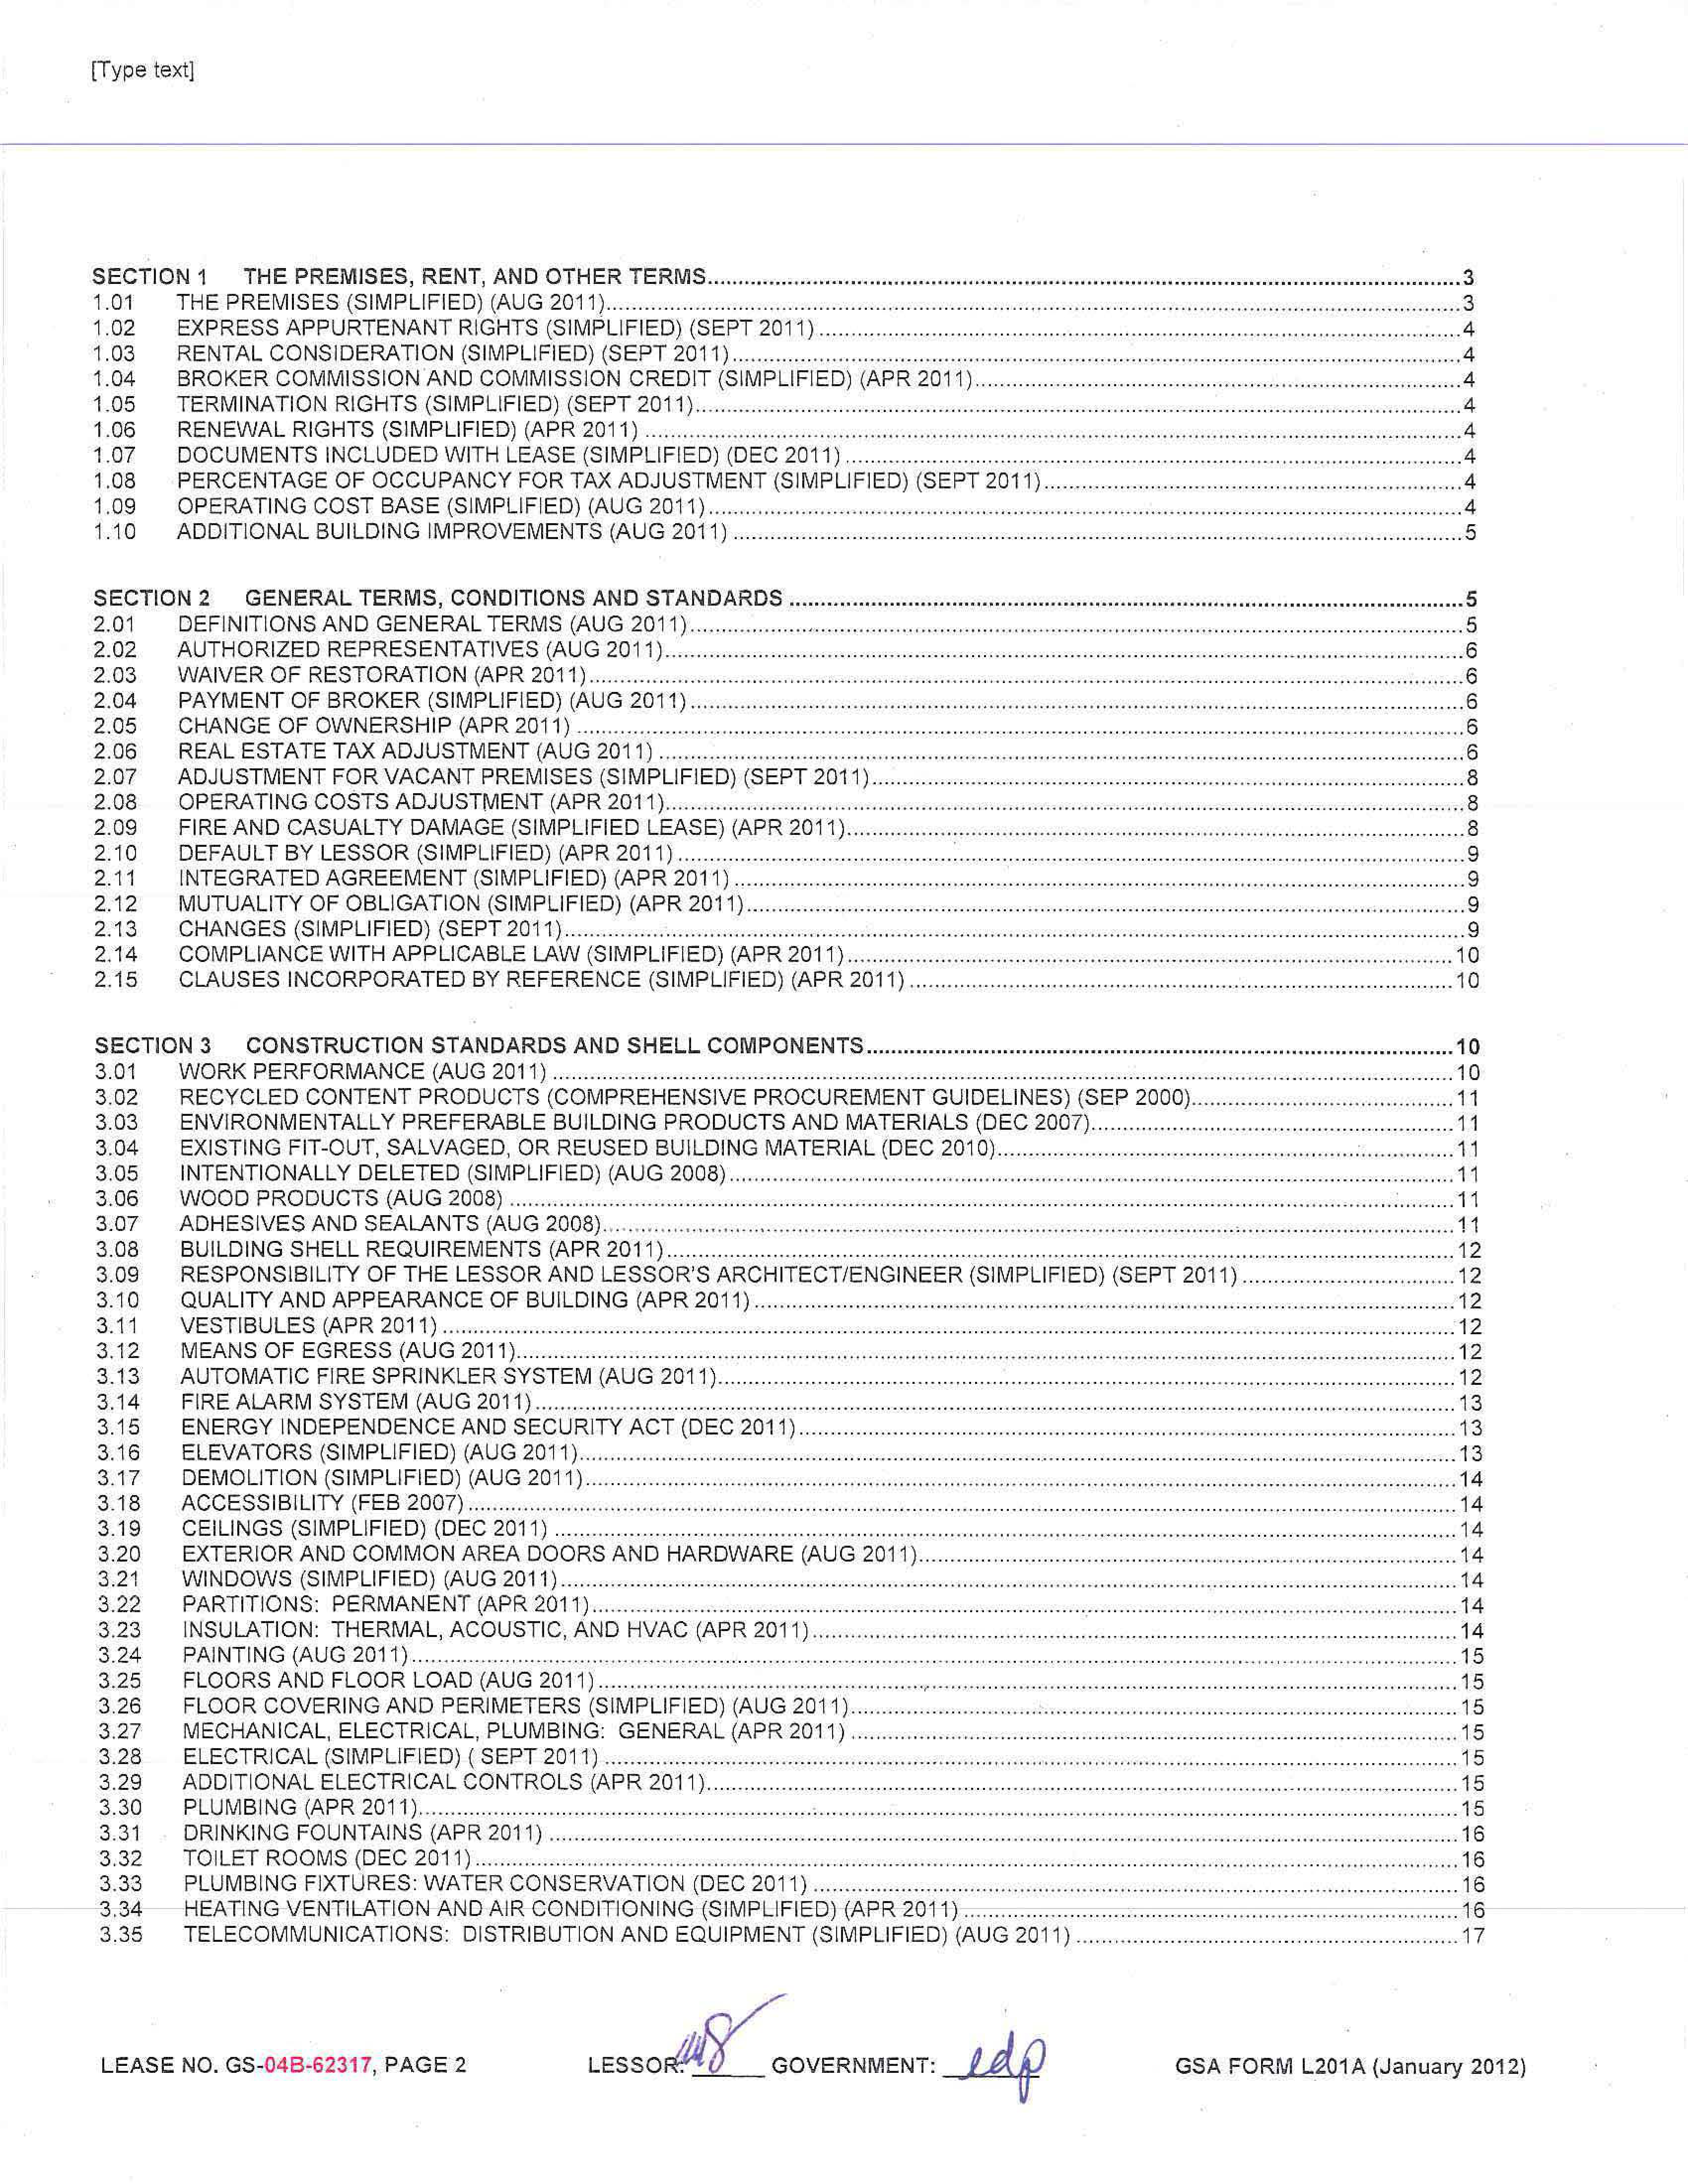 [Type text]
SECTION 1 THE PREMISES, RENT, AND OTHER TERMS 3
1.01 THE PREMISES (SIMPLIFIED) (AUG 2011) 3
1.02 EXPRESS APPURTENANT RIGHTS (SIMPLIFIED) (SEPT 2011) 4
1.03 RENTAL CONSIDERATION (SIMPLIFIED) (SEPT 2011) 4
1.04 BROKER COMMISSION AND COMMISSION CREDIT (SIMPLIFIED) (APR 2011) 4
1.05 TERMINATION RIGHTS (SIMPLIFIED) (SEPT 2011) 4
1.06 RENEWAL RIGHTS (SIMPLIFIED) (APR 2011) 4
1.07 DOCUMENTS INCLUDED WITH LEASE (SIMPLIFIED) (DEC 2011) 4
1.08 PERCENTAGE OF OCCUPANCY FOR TAX ADJUSTMENT (SIMPLIFIED) (SEPT 2011) 4
1.09 OPERATING COST BASE (SIMPLIFIED) (AUG 2011) 4
1.10 ADDITIONAL BUILDING IMPROVEMENTS (AUG 2011) 5
SECTION 2 GENERAL TERMS, CONDITIONS AND STANDARDS 5
2.01 DEFINITIONS AND GENERAL TERMS (AUG 2011) 5
2.02 AUTHORIZED REPRESENTATIVES (AUG 2011) 6
2.03 WAIVER OF RESTORATION (APR 2011) 6
2.04 PAYMENT OF BROKER (SIMPLIFIED) (AUG 2011) 6
2.05 CHANGE OF OWNERSHIP (APR 2011) 6
2.06 REAL ESTATE TAX ADJUSTMENT (AUG 2011) 6
2.07 ADJUSTMENT FOR VACANT PREMISES (SIMPLIFIED) (SEPT 2011) 8
2.08 OPERATING COSTS ADJUSTMENT (APR 2011) 8
2.09 FIRE AND CASUALTY DAMAGE (SIMPLIFIED LEASE) (APR 2011) 8
2.10 DEFAULT BY LESSOR (SIMPLIFIED) (APR 2011) 9
2.11 INTEGRATED AGREEMENT (SIMPLIFIED) (APR 2011) 9
2.12 MUTUALITY OF OBLIGATION (SIMPLIFIED) (APR 2011) 9
2.13 CHANGES (SIMPLIFIED) (SEPT 2011) 9
2.14 COMPLIANCE WITH APPLICABLE LAW (SIMPLIFIED) (APR 2011) 10
2.15 CLAUSES INCORPORATED BY REFERENCE (SIMPLIFIED) (APR 2011) 10
SECTION 3 CONSTRUCTION STANDARDS AND SHELL COMPONENTS 10
3.01 WORK PERFORMANCE (AUG 2011) 10
3.02 RECYCLED CONTENT PRODUCTS (COMPREHENSIVE PROCUREMENT GUIDELINES) (SEP 2000) 11
3.03 ENVIRONMENTALLY PREFERABLE BUILDING PRODUCTS AND MATERIALS (DEC 2007) 11
3.04 EXISTING FIT-OUT, SALVAGED, OR REUSED BUILDING MATERIAL (DEC 2010) 11
3.05 INTENTIONALLY DELETED (SIMPLIFIED) (AUG 2008) 11
3.06 WOOD PRODUCTS (AUG 2008) 11
3.07 ADHESIVES AND SEALANTS (AUG 2008) 11
3.08 BUILDING SHELL REQUIREMENTS (APR 2011) 12
3.09 RESPONSIBILITY OF THE LESSOR AND LESSOR'S ARCHITECT/ENGINEER (SIMPLIFIED) (SEPT 2011) 12
3.10 QUALITY AND APPEARANCE OF BUILDING (APR 2011) 12
3.11 VESTIBULES (APR 2011) 12
3.12 MEANS OF EGRESS (AUG 2011) 12
3.13 AUTOMATIC FIRE SPRINKLER SYSTEM (AUG 2011) 12
3.14 FIRE ALARM SYSTEM (AUG 2011) 13
3.15 ENERGY INDEPENDENCE AND SECURITY ACT (DEC 2011) 13
3.16 ELEVATORS (SIMPLIFIED) (AUG 2011) 13
3.17 DEMOLITION (SIMPLIFIED) (AUG 2011) 14
3.18 ACCESSIBILITY (FEB 2007) 14
3.19 CEILINGS (SIMPLIFIED) (DEC 2011) 14
3.20 EXTERIOR AND COMMON AREA DOORS AND HARDWARE (AUG 2011) 14
3.21 WINDOWS (SIMPLIFIED) (AUG 2011) 14
3.22 PARTITIONS: PERMANENT (APR 2011) 14
3.23 INSULATION: THERMAL, ACOUSTIC, AND HVAC (APR 2011) 14
3.24 PAINTING (AUG 2011) 15
3.25 FLOORS AND FLOOR LOAD (AUG 2011) 15
3.26 FLOOR COVERING AND PERIMETERS (SIMPLIFIED) (AUG 2011) 15
3.27 MECHANICAL, ELECTRICAL, PLUMBING: GENERAL (APR 2011) 15
3.28 ELECTRICAL (SIMPLIFIED) ( SEPT 2011) 15
3.29 ADDITIONAL ELECTRICAL CONTROLS (APR 2011) 15
3.30 PLUMBING (APR 2011) 15
3.31 DRINKING FOUNTAINS (APR 2011) 16
3.32 TOILET ROOMS (DEC 2011) 16
3.33 PLUMBING FIXTURES: WATER CONSERVATION (DEC 2011) 16
3.34 HEATING VENTILATION AND AIR CONDITIONING (SIMPLIFIED) (APR 2011) 16
3.35 TELECOMMUNICATIONS: DISTRIBUTION AND EQUIPMENT (SIMPLIFIED) (AUG 2011) 17
LEASE NO. GS-04B-62317, PAGE 2 LESSOR: GOVERNMENT: edp GSA FORM L201A (January 2012)